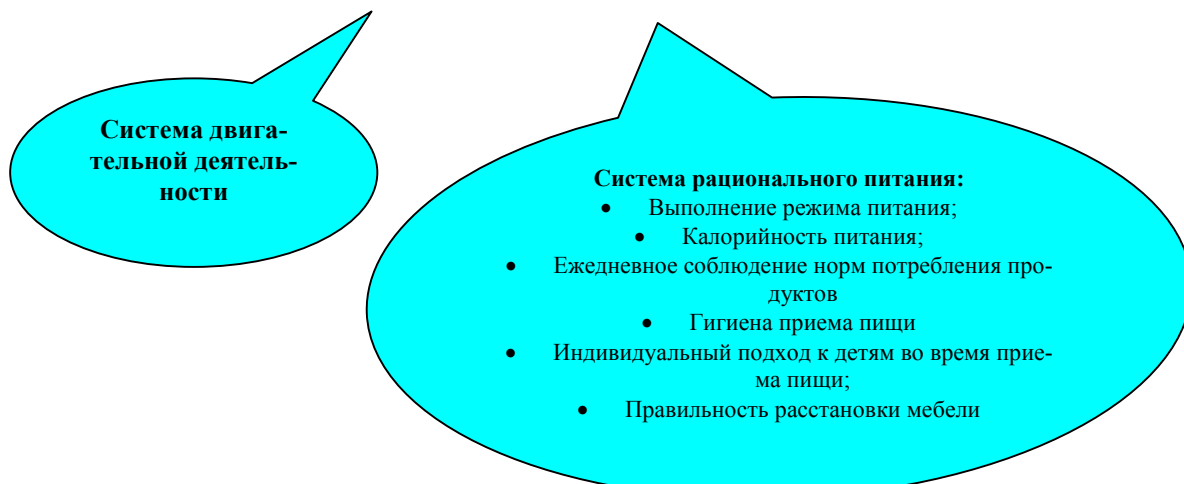 Система двига-
тельной деятель-
ности
Система рационального питания:
• Выполнение режима питания;
• Калорийность питания;
• Ежедневное соблюдение норм потребления про-
дуктов
• Гигиена приема пищи
• Индивидуальный подход к детям во время прие-
ма пищи;
• Правильность расстановки мебели